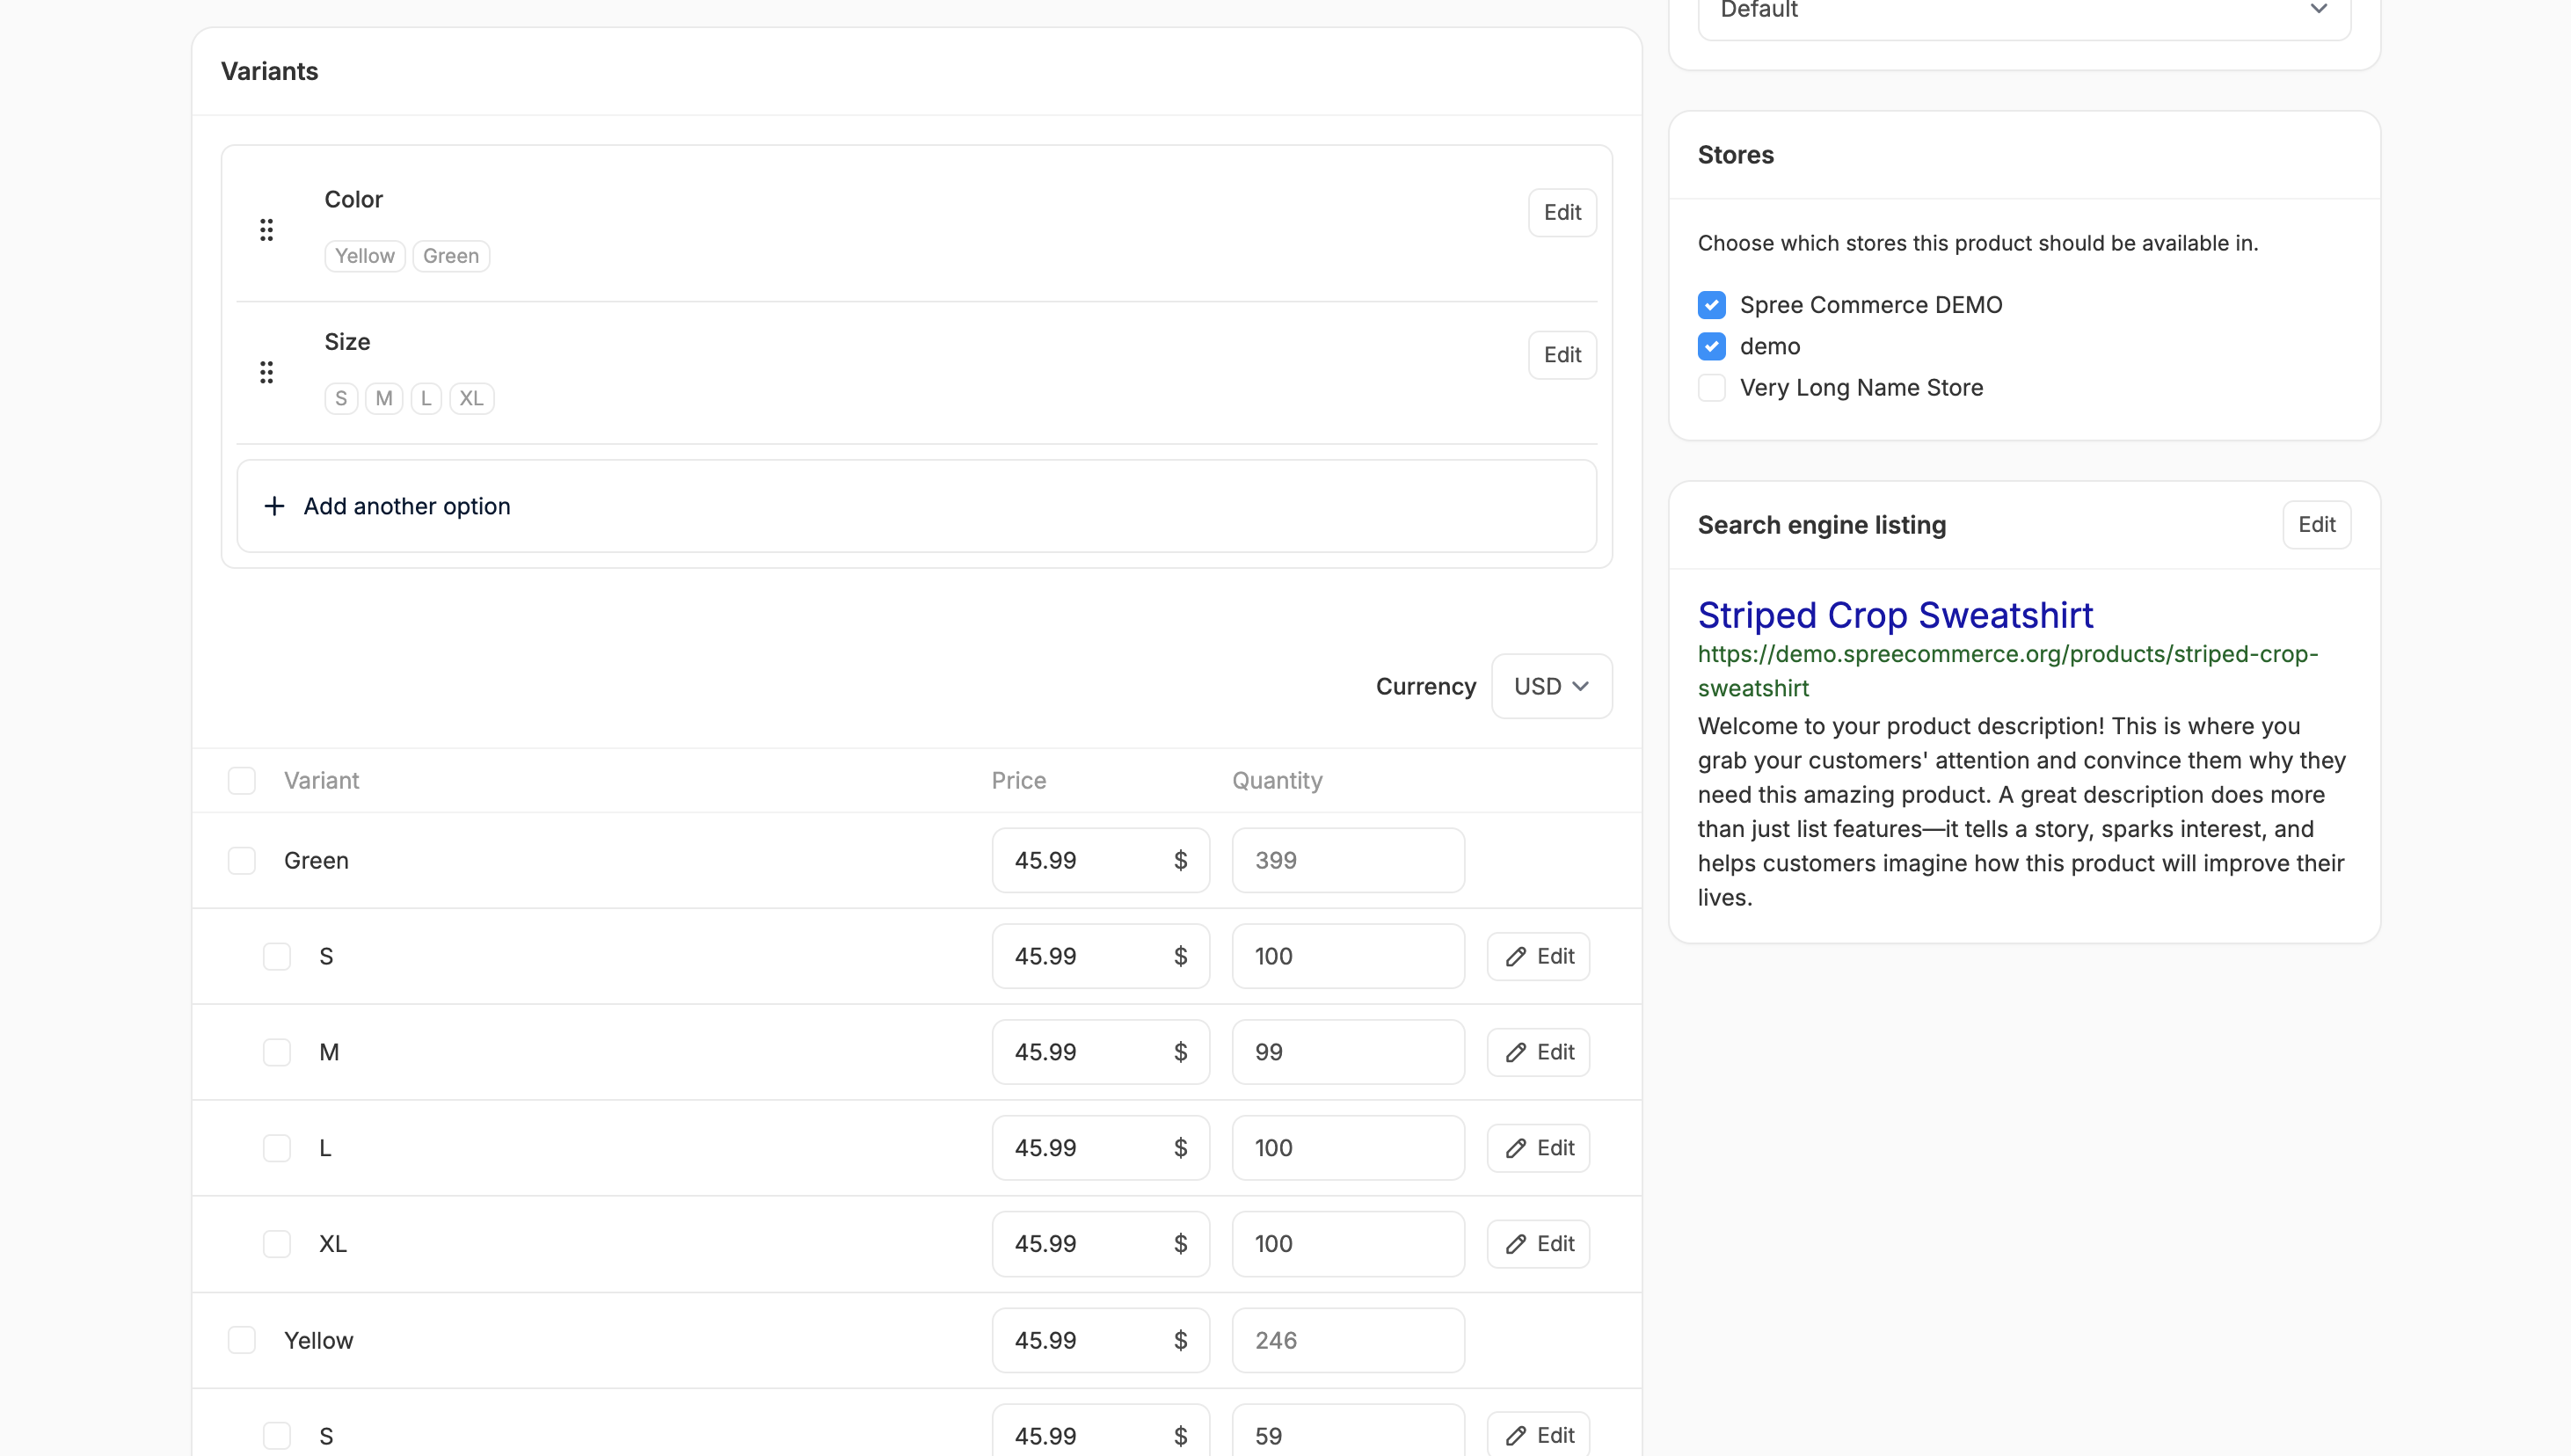 Variants
Color
Edit
Yellow Green
Size
Edit
S M L XL
Add another option
Currency USD
Variant Price Quantity
Green 45.99 $ 399
S 45.99 $ 100 Edit
M 45.99 $ 99 Edit
L 45.99 $ 100 Edit
XL 45.99 $ 100 Edit
Yellow 45.99 $ 246
S 45.99 $ 59 Edit
Default
Stores
Choose which stores this product should be available in.
Spree Commerce DEMO
demo
Very Long Name Store
Search engine listing Edit
Striped Crop Sweatshirt
https://demo.spreecommerce.org/products/striped-crop-
sweatshirt
Welcome to your product description! This is where you
grab your customers' attention and convince them why they
need this amazing product. A great description does more
than just list features—it tells a story, sparks interest, and
helps customers imagine how this product will improve their
lives.